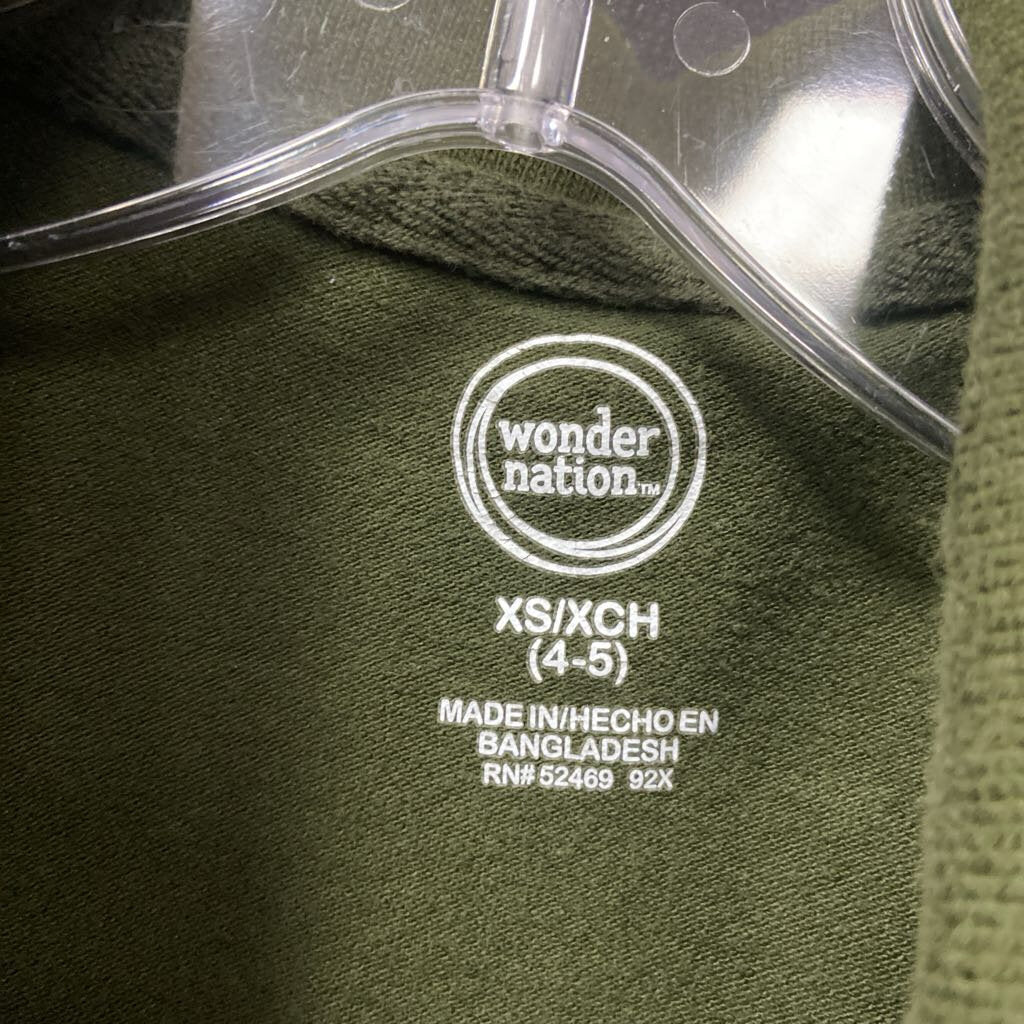 wonder
nation™
XS/XCH
(4-5)
MADE IN/HECHO EN
BANGLADESH
RN# 52469 92X